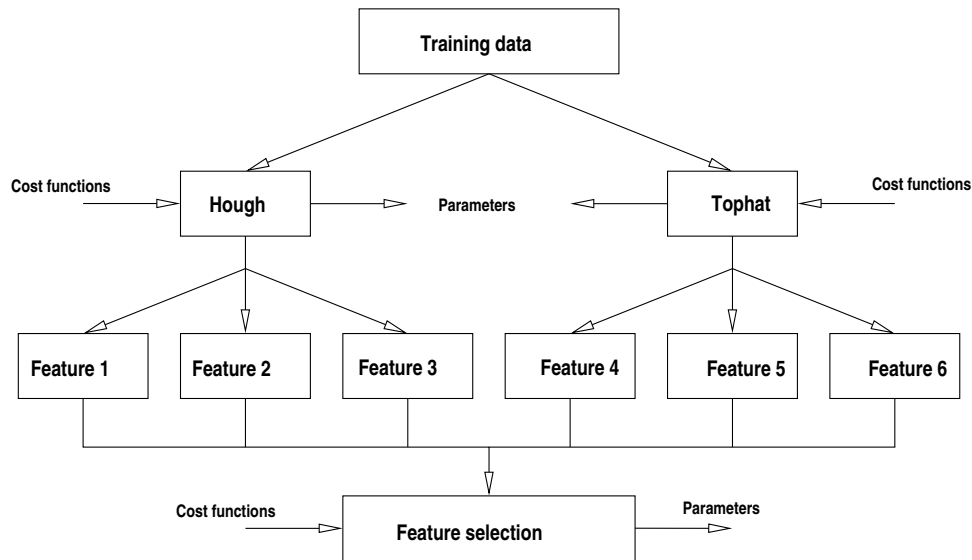 Training data
Cost functions
Hough
Parameters
Tophat
Cost functions
Feature 1
Feature 2
Feature 3
Feature 4
Feature 5
Feature 6
Cost functions
Feature selection
Parameters